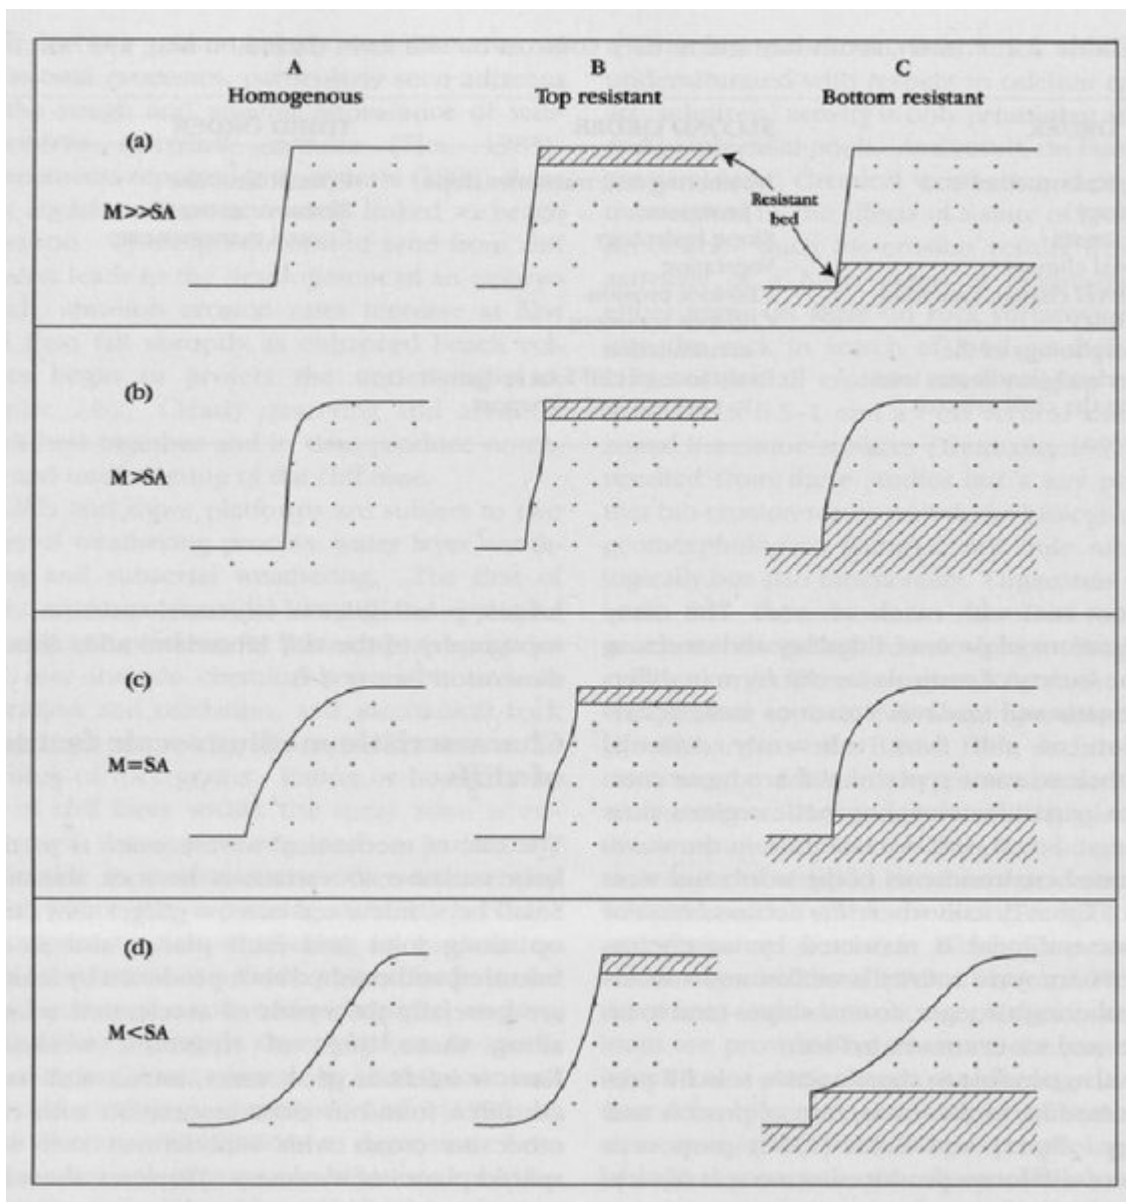 A B C
Homogenous Top resistant Bottom resistant
(a)
M>>SA
Resistant
bed
(b)
M>SA
(c)
M=SA
(d)
M<SA